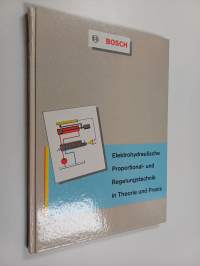 BOSCH
Elektrohydraulische
Proportional- und
Regelungstechnik
in Theorie und Praxis